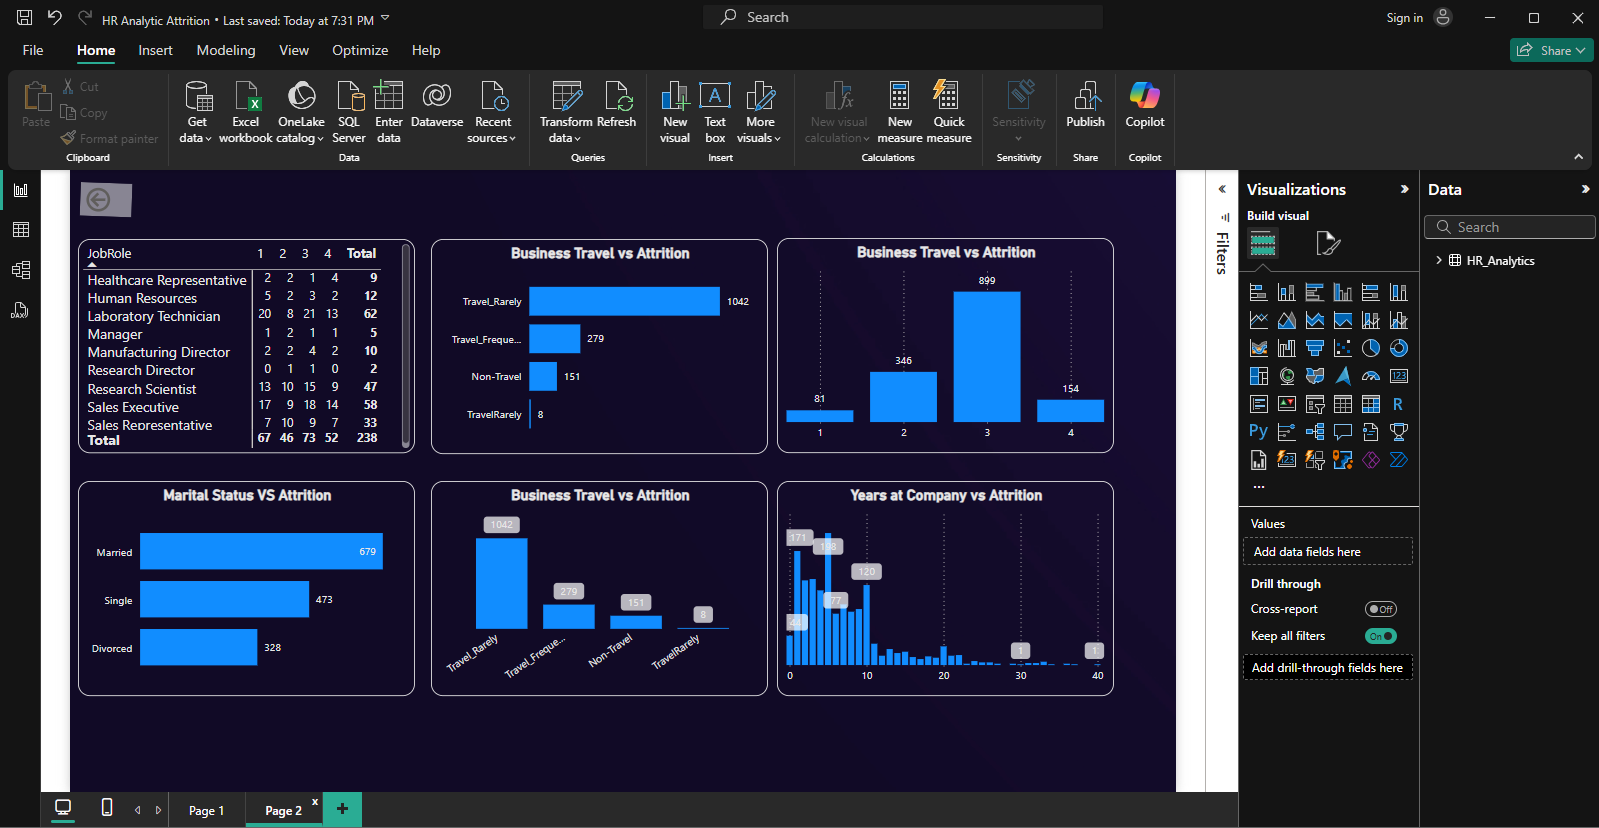 HR Analytic Attrition • Last saved: Today at 7:31 PM
Search
Sign in
File Home Insert Modeling View Optimize Help
Share
Paste
Cut
Copy
Format painter
Clipboard
Get data
Excel workbook
OneLake catalog
SQL Server
Enter data
Dataverse
Recent sources
Data
Transform data
Refresh
Queries
New visual
Text box
More visuals
Insert
New visual calculation
New measure
Quick measure
Calculations
Sensitivity
Sensitivity
Publish
Share
Copilot
Copilot
JobRole 1 2 3 4 Total
Healthcare Representative 2 2 1 4 9
Human Resources 5 2 3 2 12
Laboratory Technician 20 8 21 13 62
Manager 1 2 1 1 5
Manufacturing Director 2 2 4 2 10
Research Director 0 1 1 0 2
Research Scientist 13 10 15 9 47
Sales Executive 17 9 18 14 58
Sales Representative 7 10 9 7 33
Total 67 46 73 52 238
Business Travel vs Attrition
Travel_Rarely 1042
Travel_Freque... 279
Non-Travel 151
TravelRarely 8
Business Travel vs Attrition
81 346 899 154
1 2 3 4
Marital Status VS Attrition
Married 679
Single 473
Divorced 328
Business Travel vs Attrition
1042 279 151 8
Travel_Rarely Travel_Freque... Non-Travel TravelRarely
Years at Company vs Attrition
171
120
77
1 1
0 10 20 30 40
Filters
Visualizations
Build visual
R
Py
123
DAX
...
Values
Add data fields here
Drill through
Cross-report Off
Keep all filters On
Add drill-through fields here
Data
Search
HR_Analytics
Page 1
Page 2 x
+